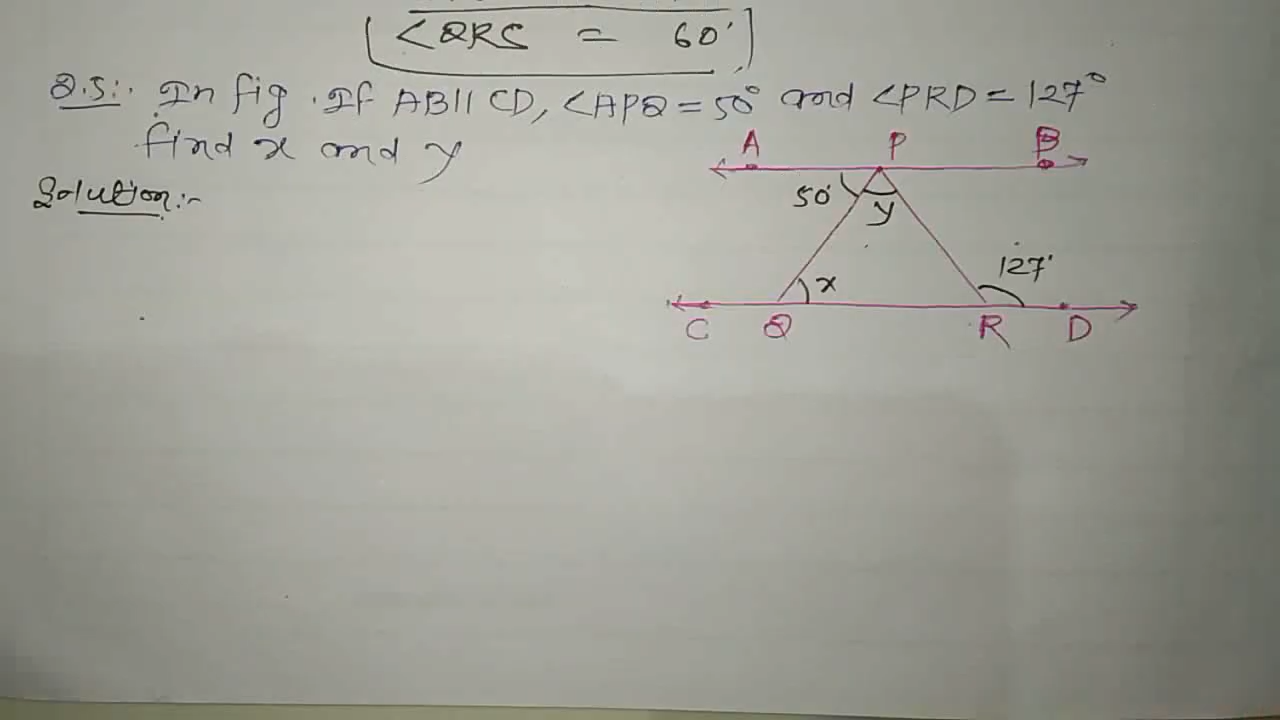 ∠QRS = 60°
Q.5:. In fig. If AB || CD, ∠APQ = 50° and ∠PRD = 127°
find x and y
Solution:-
A P B
50° y
x 127°
C Q R D